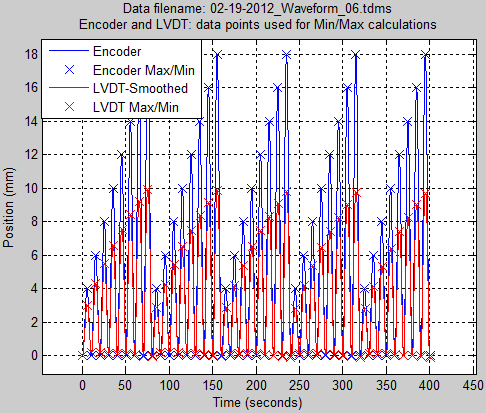 Data filename: 02-19-2012_Waveform_06.tdms
Encoder and LVDT: data points used for Min/Max calculations
Encoder
Encoder Max/Min
LVDT-Smoothed
LVDT Max/Min
18
16
14
12
10
8
6
4
2
0
Position (mm)
0 50 100 150 200 250 300 350 400 450
Time (seconds)